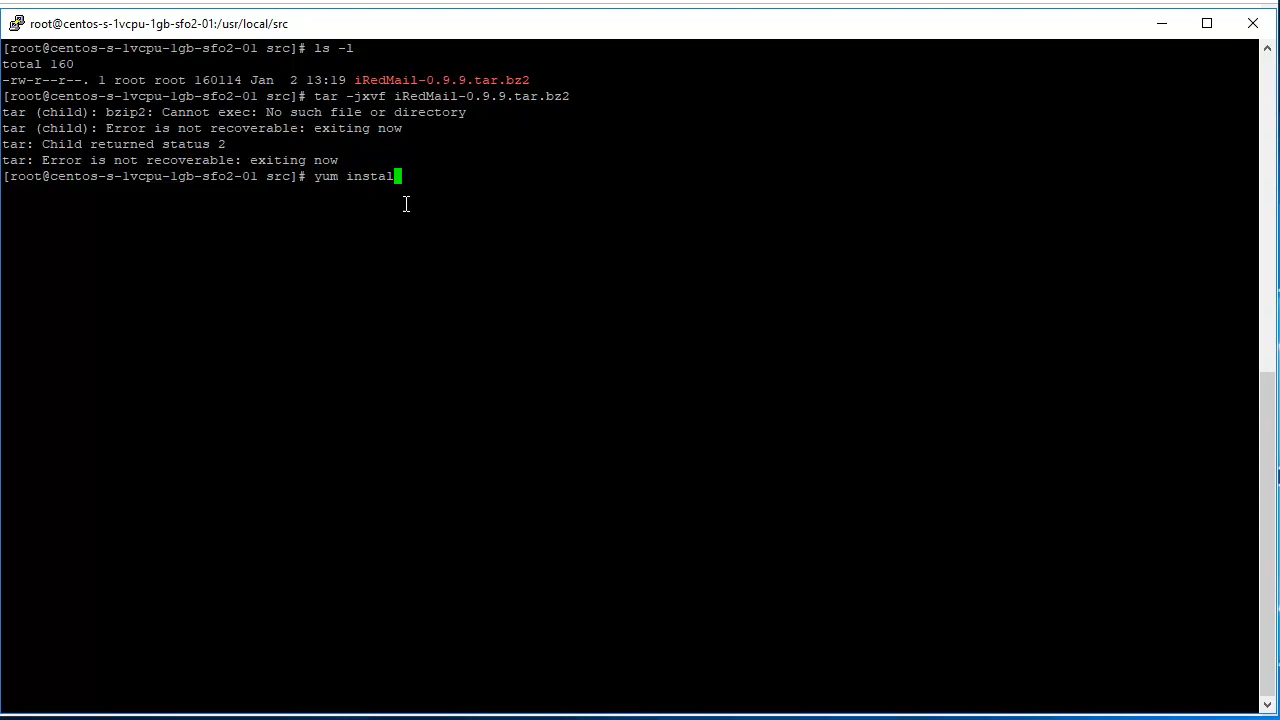 root@centos-s-1vcpu-1gb-sfo2-01:/usr/local/src
[root@centos-s-1vcpu-1gb-sfo2-01 src]# ls -l
total 160
-rw-r--r--. 1 root root 160114 Jan  2 13:19 iRedMail-0.9.9.tar.bz2
[root@centos-s-1vcpu-1gb-sfo2-01 src]# tar -jxvf iRedMail-0.9.9.tar.bz2
tar (child): bzip2: Cannot exec: No such file or directory
tar (child): Error is not recoverable: exiting now
tar: Child returned status 2
tar: Error is not recoverable: exiting now
[root@centos-s-1vcpu-1gb-sfo2-01 src]# yum instal